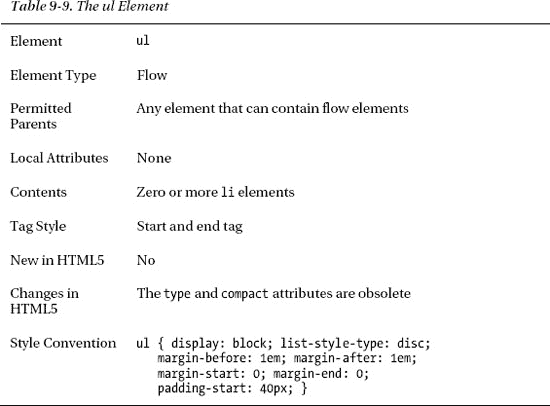 Table 9-9. The ul Element
Element ul
Element Type Flow
Permitted Any element that can contain flow elements
Parents
Local Attributes None
Contents Zero or more li elements
Tag Style Start and end tag
New in HTML5 No
Changes in The type and compact attributes are obsolete
HTML5
Style Convention ul { display: block; list-style-type: disc;
margin-before: 1em; margin-after: 1em;
margin-start: 0; margin-end: 0;
padding-start: 40px; }